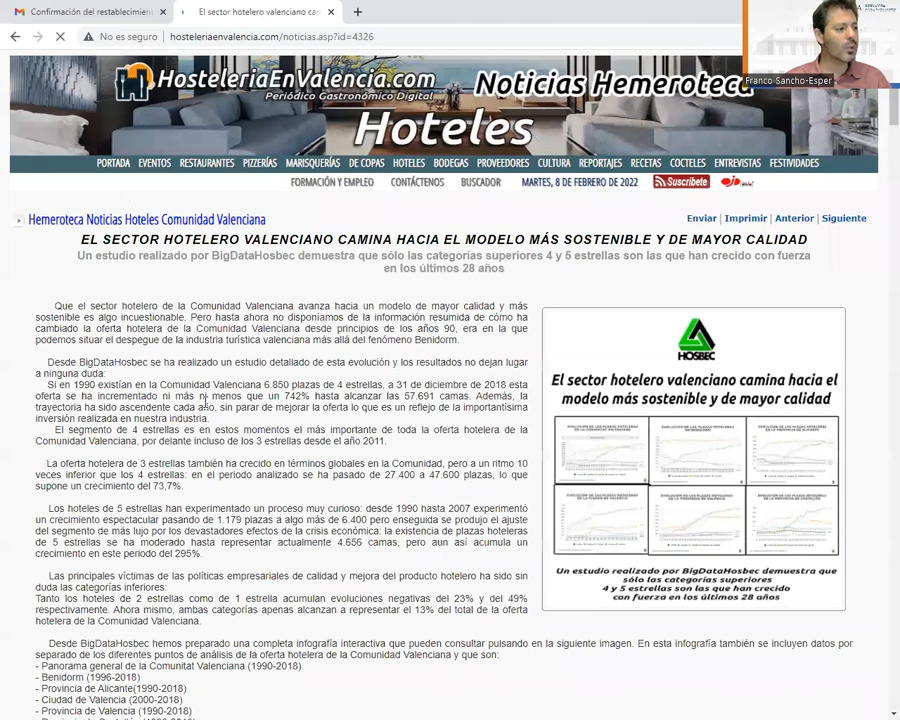 Confirmación del restablecimient
El sector hotelero valenciano ca
No es seguro | hosteleriaenvalencia.com/noticias.asp?id=4326
Franco Sancho-Esper
HosteleriaEnValencia.com
Periódico Gastronómico Digital
Noticias Hemeroteca
Hoteles
PORTADA EVENTOS RESTAURANTES PIZZERÍAS MARISQUERÍAS DE COPAS HOTELES BODEGAS PROVEEDORES CULTURA REPORTAJES RECETAS COCTELES ENTREVISTAS FESTIVIDADES
FORMACIÓN Y EMPLEO CONTÁCTENOS BUSCADOR MARTES, 8 DE FEBRERO DE 2022 Suscribete
Hemeroteca Noticias Hoteles Comunidad Valenciana
Enviar | Imprimir | Anterior | Siguiente
EL SECTOR HOTELERO VALENCIANO CAMINA HACIA EL MODELO MÁS SOSTENIBLE Y DE MAYOR CALIDAD
Un estudio realizado por BigDataHosbec demuestra que sólo las categorías superiores 4 y 5 estrellas son las que han crecido con fuerza
en los últimos 28 años
Que el sector hotelero de la Comunidad Valenciana avanza hacia un modelo de mayor calidad y más
sostenible es algo incuestionable. Pero hasta ahora no disponíamos de la información resumida de cómo ha
cambiado la oferta hotelera de la Comunidad Valenciana desde principios de los años 90, era en la que
podemos situar el despegue de la industria turística valenciana más allá del fenómeno Benidorm.
Desde BigDataHosbec se ha realizado un estudio detallado de esta evolución y los resultados no dejan lugar
a ninguna duda:
Si en 1990 existían en la Comunidad Valenciana 6.850 plazas de 4 estrellas, a 31 de diciembre de 2018 esta
oferta se ha incrementado ni más ni menos que un 742% hasta alcanzar las 57.691 camas. Además, la
trayectoria ha sido ascendente cada año, sin parar de mejorar la oferta lo que es un reflejo de la importantísima
inversión realizada en nuestra industria.
El segmento de 4 estrellas es en estos momentos el más importante de toda la oferta hotelera de la
Comunidad Valenciana, por delante incluso de los 3 estrellas desde el año 2011.
La oferta hotelera de 3 estrellas también ha crecido en términos globales en la Comunidad, pero a un ritmo 10
veces inferior que los 4 estrellas: en el periodo analizado se ha pasado de 27.400 a 47.600 plazas, lo que
supone un crecimiento del 73,7%.
Los hoteles de 5 estrellas han experimentado un proceso muy curioso: desde 1990 hasta 2007 experimentó
un crecimiento espectacular pasando de 1.179 plazas a algo más de 6.400 pero enseguida se produjo el ajuste
del segmento de más lujo por los devastadores efectos de la crisis económica: la existencia de plazas hoteleras
de 5 estrellas se ha moderado hasta representar actualmente 4.656 camas, pero aun así acumula un
crecimiento en este periodo del 295%.
Las principales víctimas de las políticas empresariales de calidad y mejora del producto hotelero ha sido sin
duda las categorías inferiores:
Tanto los hoteles de 2 estrellas como de 1 estrella acumulan evoluciones negativas del 23% y del 49%
respectivamente. Ahora mismo, ambas categorías apenas alcanzan a representar el 13% del total de la oferta
hotelera de la Comunidad Valenciana.
HOSBEC
El sector hotelero valenciano camina hacia el
modelo más sostenible y de mayor calidad
Un estudio realizado por BigDataHosbec demuestra que
sólo las categorías superiores
4 y 5 estrellas son las que han crecido
con fuerza en los últimos 28 años
Desde BigDataHosbec hemos preparado una completa infografía interactiva que pueden consultar pulsando en la siguiente imagen. En esta infografía también se incluyen datos por
separado de los diferentes puntos de análisis de la oferta hotelera de la Comunidad Valenciana y que son:
- Panorama general de la Comunitat Valenciana (1990-2018)
- Benidorm (1996-2018)
- Provincia de Alicante(1990-2018)
- Ciudad de Valencia (2000-2018)
- Provincia de Valencia (1990-2018)